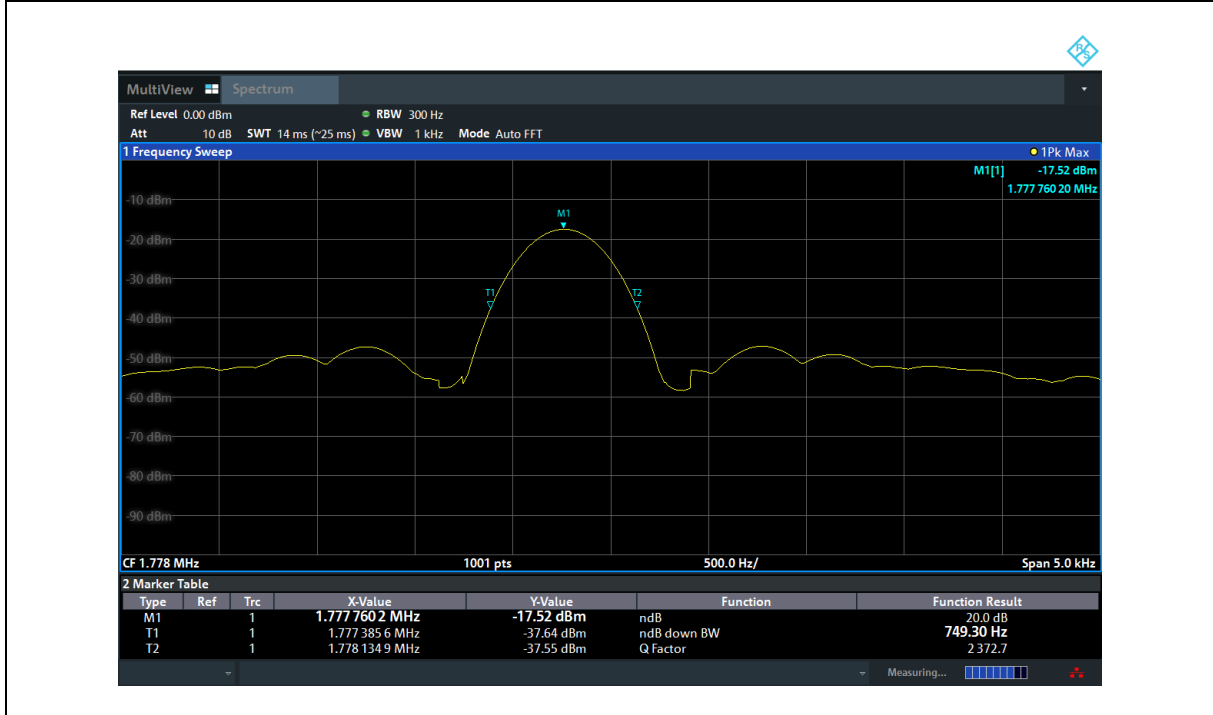 R&S
MultiView Spectrum
Ref Level 0.00 dBm RBW 300 Hz
Att 10 dB SWT 14 ms (~25 ms) VBW 1 kHz Mode Auto FFT
1 Frequency Sweep 1Pk Max
M1[1] -17.52 dBm
1.777 760 20 MHz
-10 dBm
M1
-20 dBm
-30 dBm
T1 T2
-40 dBm
-50 dBm
-60 dBm
-70 dBm
-80 dBm
-90 dBm
CF 1.778 MHz 1001 pts 500.0 Hz/ Span 5.0 kHz
2 Marker Table
Type Ref Trc X-Value Y-Value Function Function Result
M1 1 1.777 760 2 MHz -17.52 dBm ndB 20.0 dB
T1 1 1.777 385 6 MHz -37.64 dBm ndB down BW 749.30 Hz
T2 1 1.778 134 9 MHz -37.55 dBm Q Factor 2 372.7
Measuring...